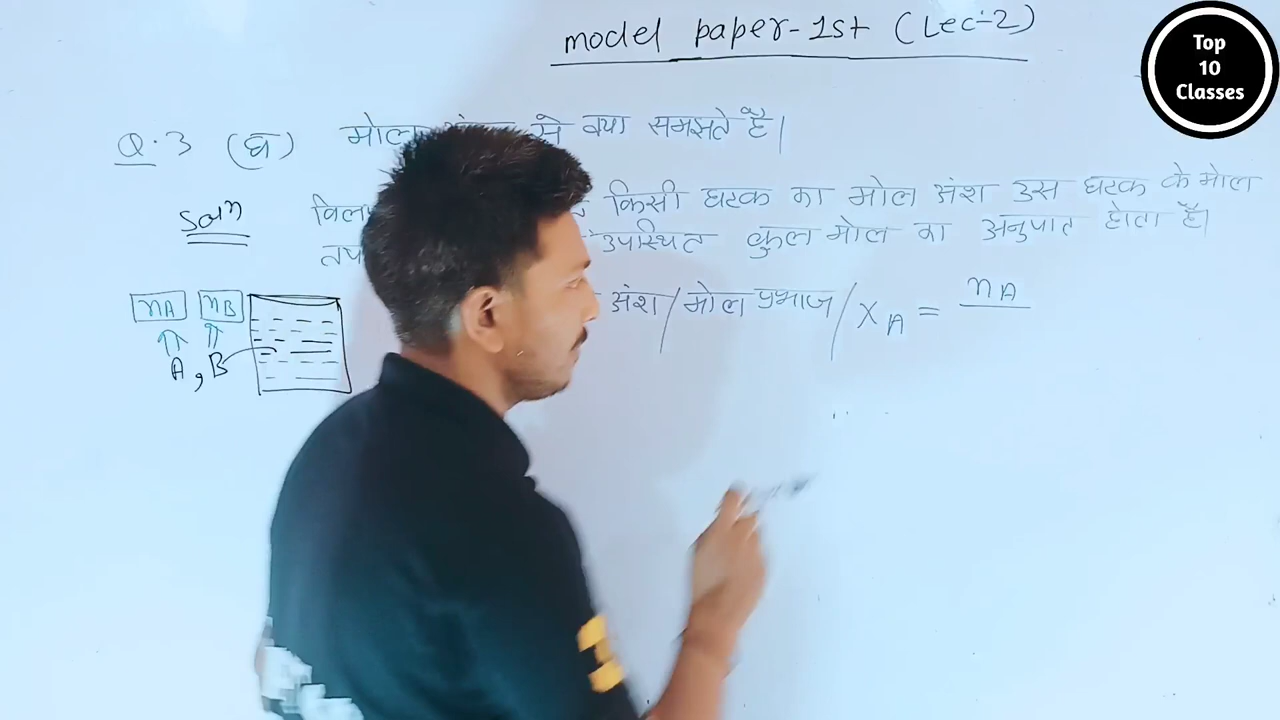 model paper-1st (Lec-2)
Top
10
Classes
Q.3 (घ) से क्या समझते है।
Soln किसी घटक का मोल अंश उस घटक के मोल
उपस्थित कुल मोल का अनुपात होता है।
nA nB अंश/मोल प्रभाज/xA = nA
A, B